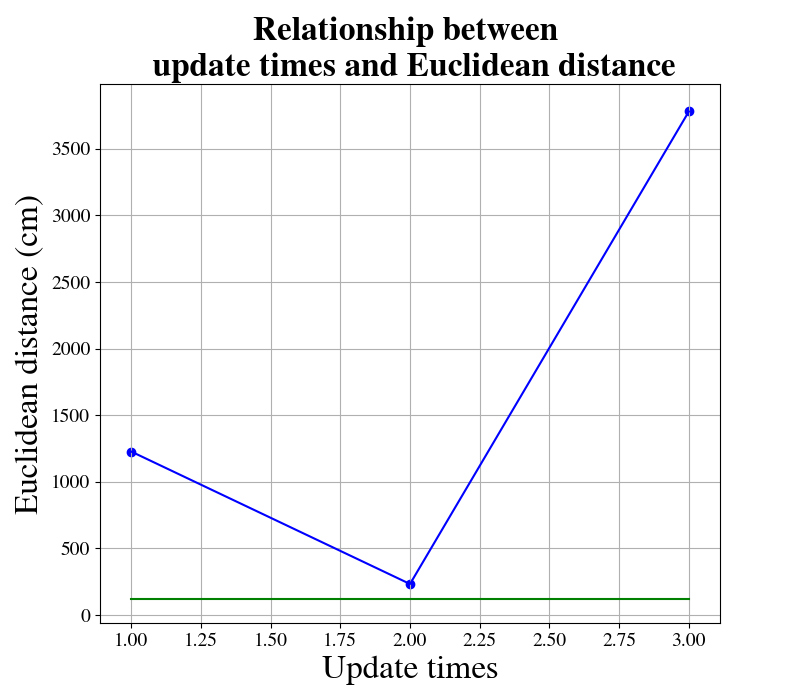 Relationship between
update times and Euclidean distance
Euclidean distance (cm)
3500
3000
2500
2000
1500
1000
500
0
1.00 1.25 1.50 1.75 2.00 2.25 2.50 2.75 3.00
Update times